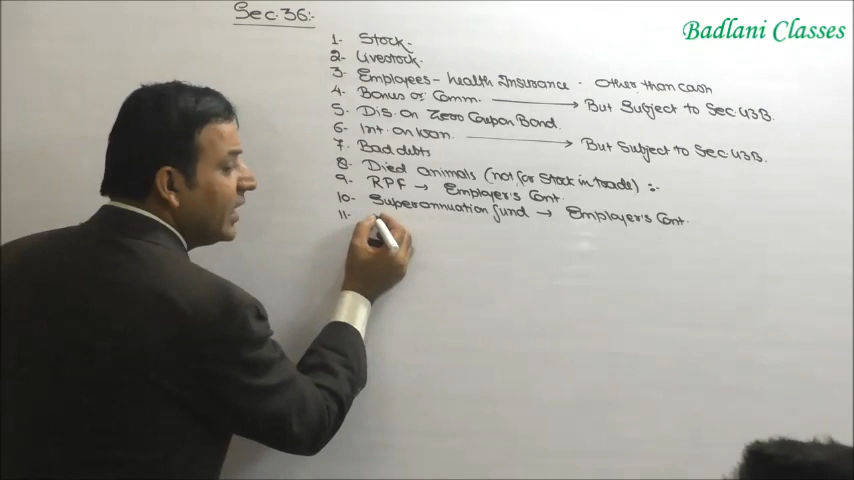 Sec. 36:-
Badlani Classes
1- Stock.
2- Livestock.
3- Employees - health Insurance - Other than cash
4- Bonus or Comm. → But Subject to Sec 43B.
5- Dis. on Zero Coupon Bond.
6- Int. on loan. → But Subject to Sec 43B.
7- Bad debts
8- Died animals (not for Stock in trade) :-
9- RPF → Employer's Cont.
10- Superannuation fund → Employer's Cont.
11-